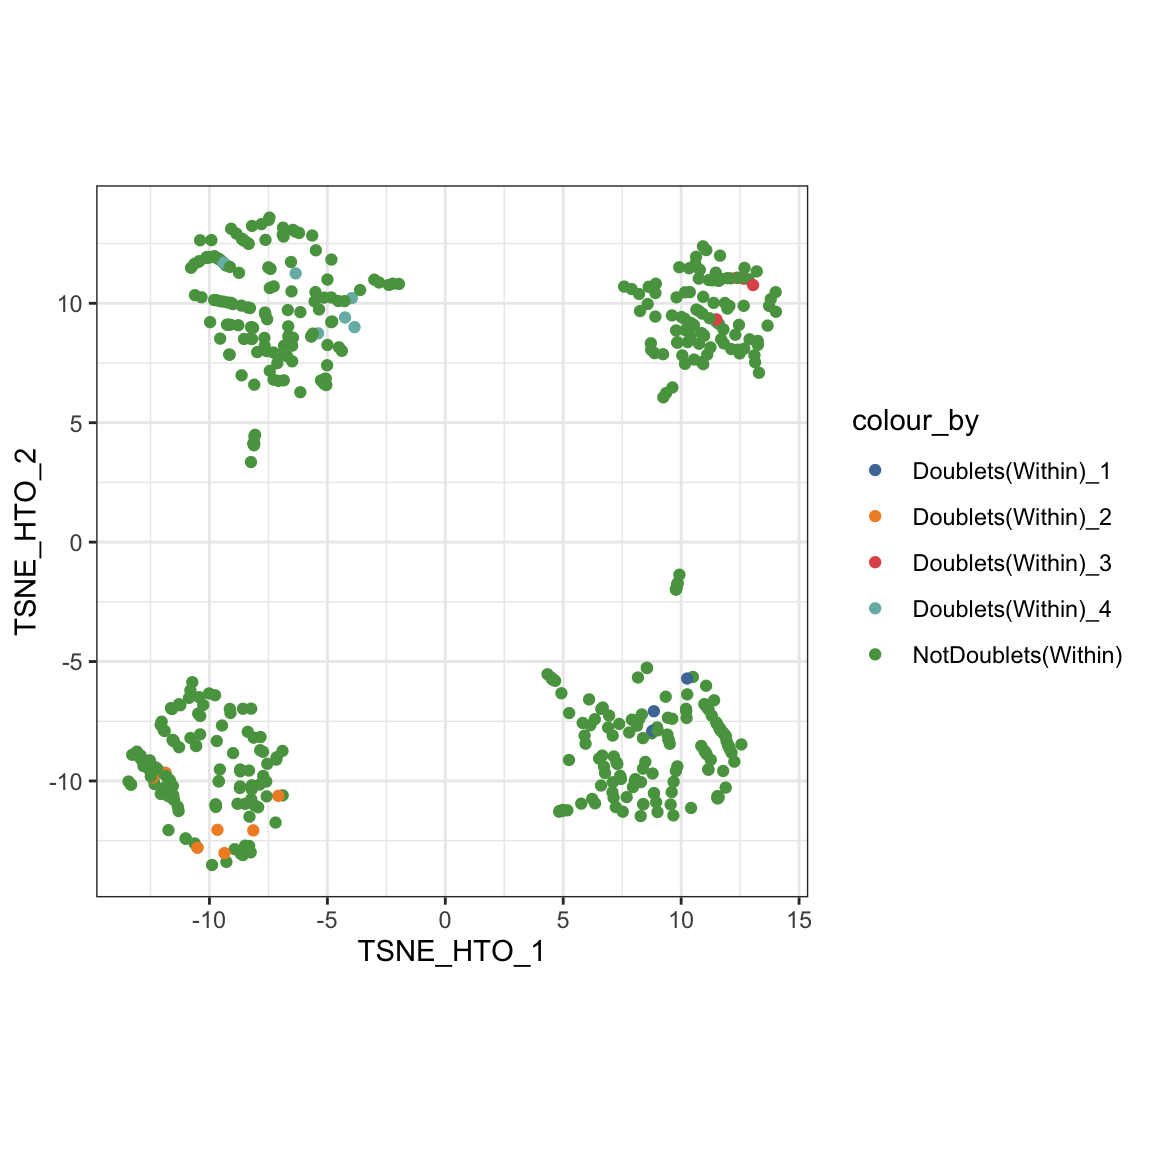 10
5
0
-5
-10
TSNE_HTO_2
-10
-5
0
5
10
15
TSNE_HTO_1
colour_by
Doublets(Within)_1
Doublets(Within)_2
Doublets(Within)_3
Doublets(Within)_4
NotDoublets(Within)